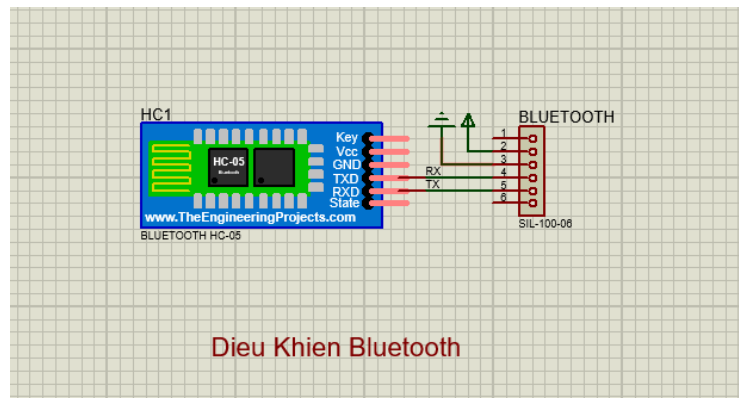 HC1
HC-05
Bluetooth
Key
Vcc
GND
TXD
RXD
State
www.TheEngineeringProjects.com
BLUETOOTH HC-05
RX
TX
BLUETOOTH
1
2
3
4
5
6
SIL-100-06
Dieu Khien Bluetooth